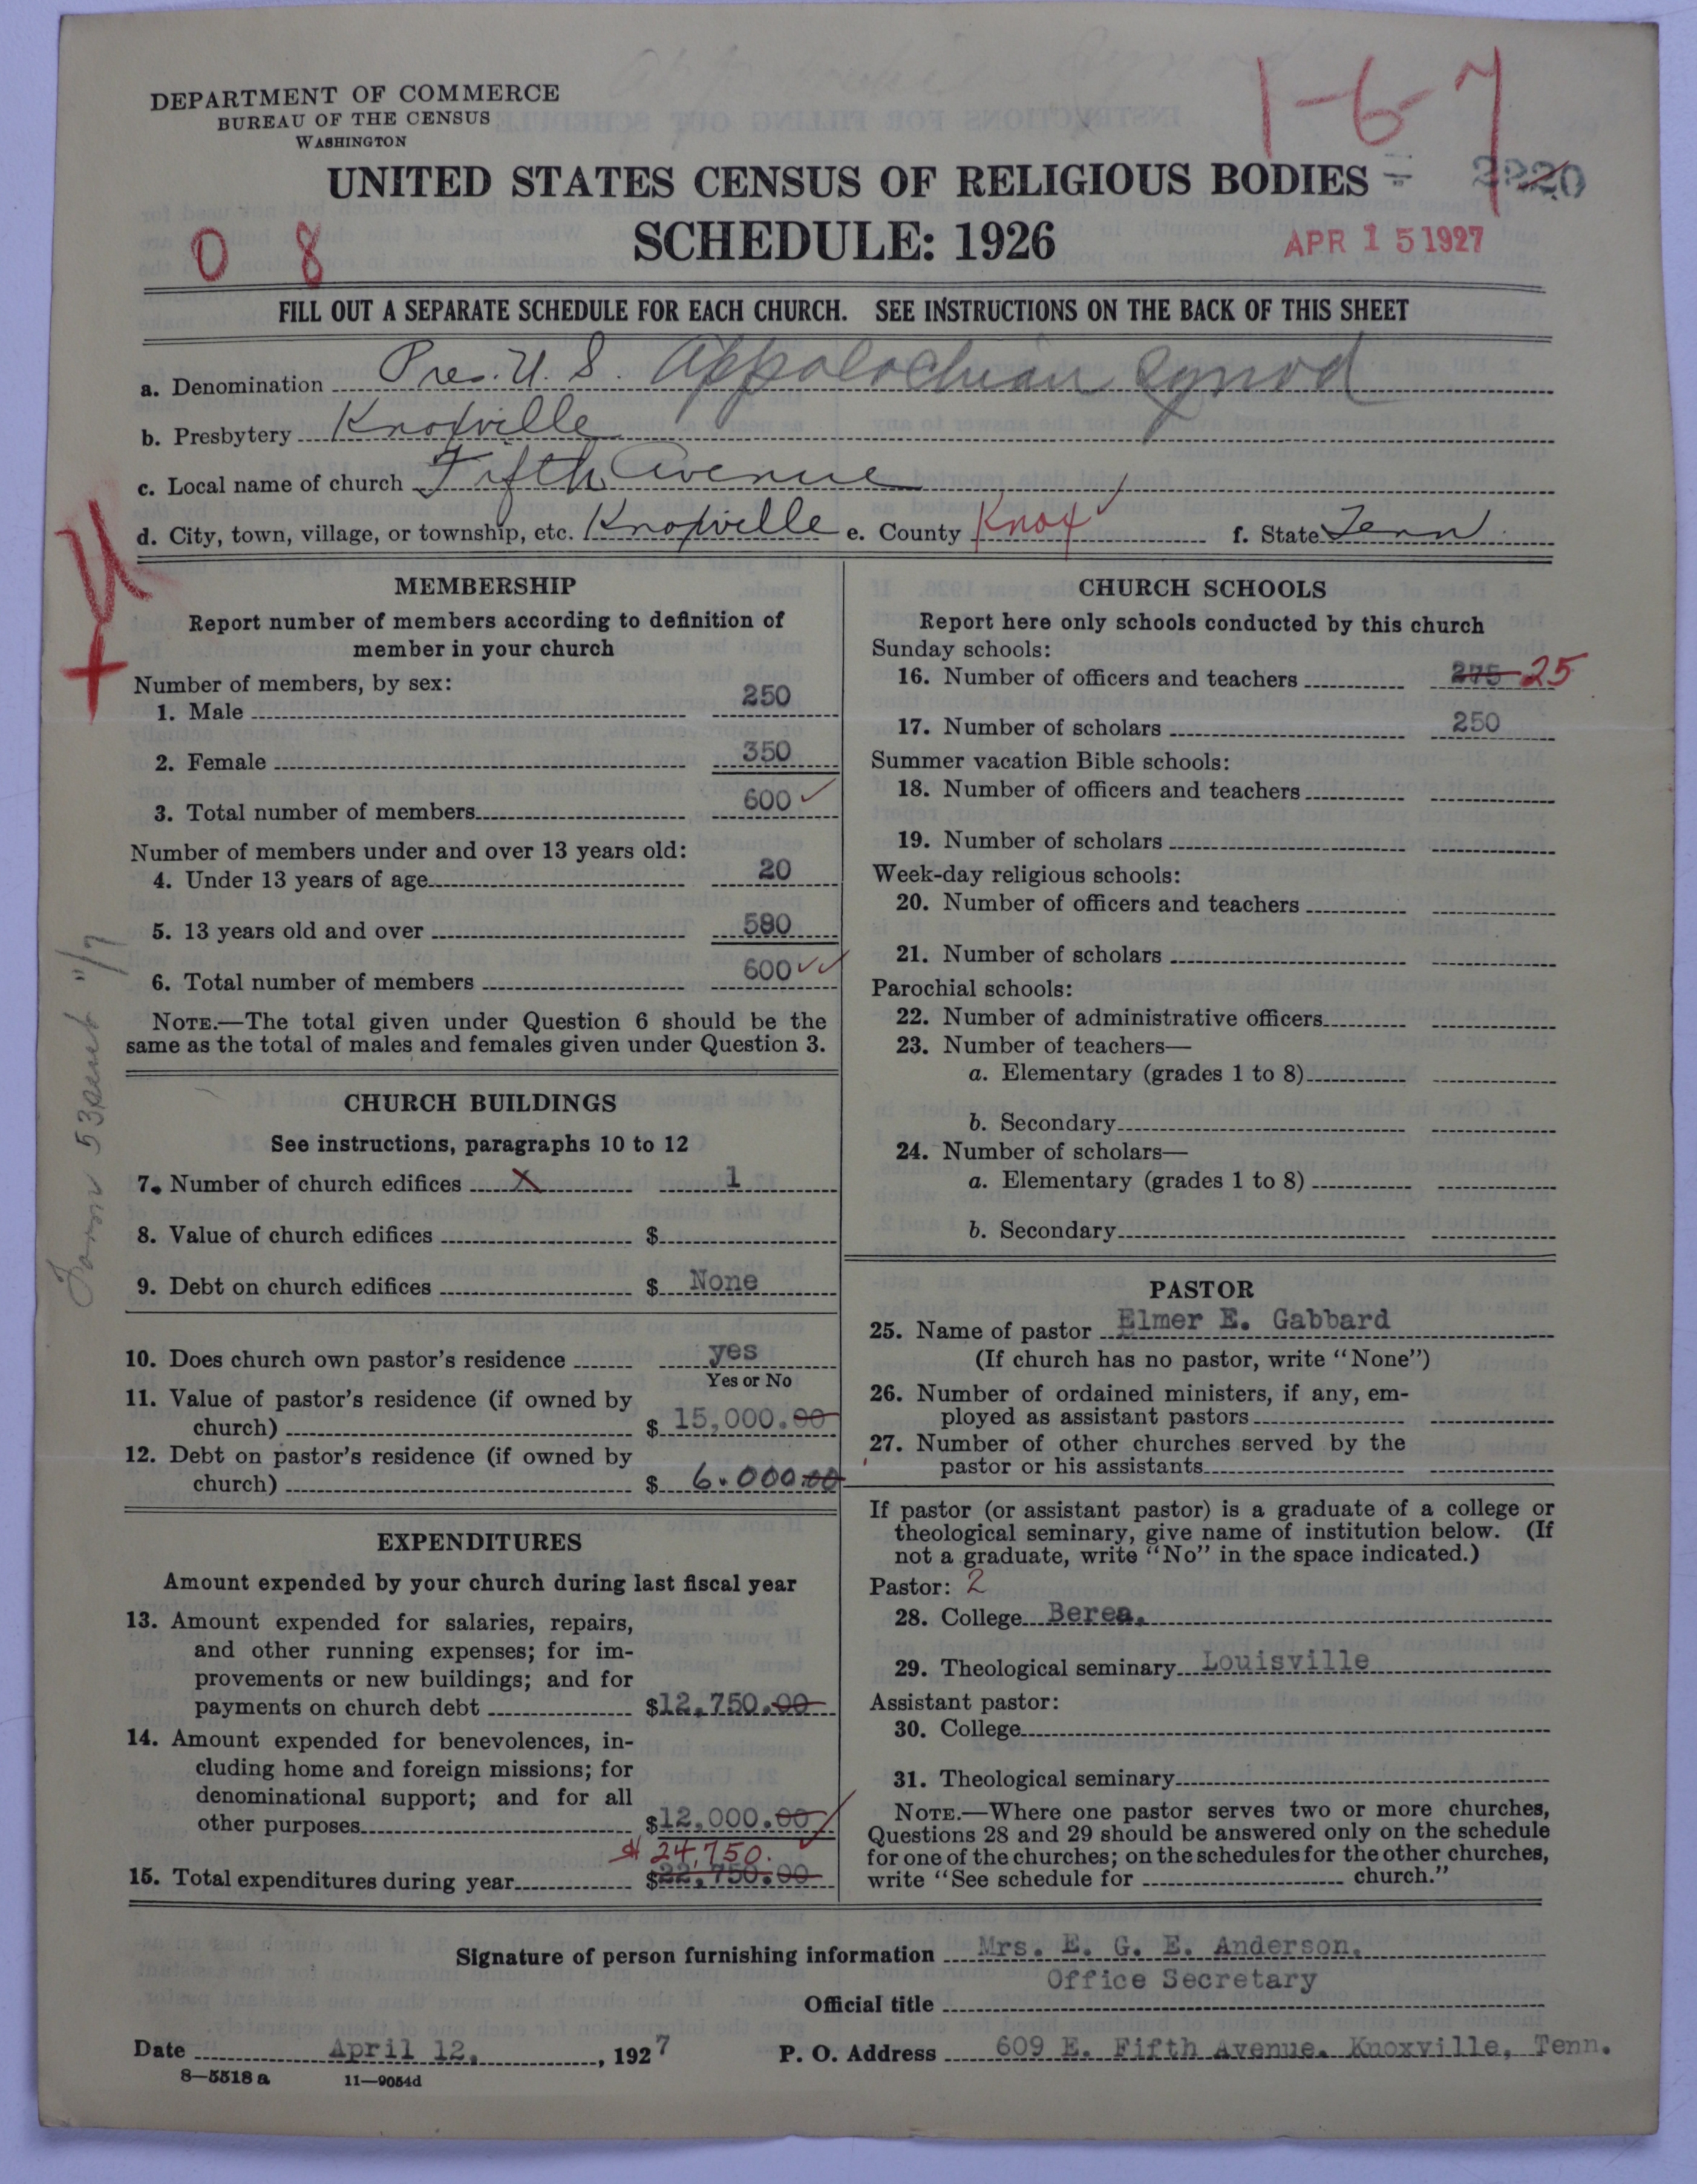 DEPARTMENT OF COMMERCE
BUREAU OF THE CENSUS
WASHINGTON
1-6-7
UNITED STATES CENSUS OF RELIGIOUS BODIES
SCHEDULE: 1926
0 8
APR 15 1927
FILL OUT A SEPARATE SCHEDULE FOR EACH CHURCH. SEE INSTRUCTIONS ON THE BACK OF THIS SHEET
a. Denomination Pres. U. S. Appalachian Synod
b. Presbytery Knoxville
c. Local name of church Fifth Avenue
d. City, town, village, or township, etc. Knoxville e. County Knox f. State Tenn
MEMBERSHIP
Report number of members according to definition of
member in your church
Number of members, by sex:
1. Male 250
2. Female 350
3. Total number of members 600
Number of members under and over 13 years old:
4. Under 13 years of age 20
5. 13 years old and over 580
6. Total number of members 600
NOTE.—The total given under Question 6 should be the
same as the total of males and females given under Question 3.
CHURCH BUILDINGS
See instructions, paragraphs 10 to 12
7. Number of church edifices X 1
8. Value of church edifices $
9. Debt on church edifices $ None
10. Does church own pastor's residence yes
Yes or No
11. Value of pastor's residence (if owned by
church) $ 15,000.00
12. Debt on pastor's residence (if owned by
church) $ 6.000.00
EXPENDITURES
Amount expended by your church during last fiscal year
13. Amount expended for salaries, repairs,
and other running expenses; for im-
provements or new buildings; and for
payments on church debt $12,750.00
14. Amount expended for benevolences, in-
cluding home and foreign missions; for
denominational support; and for all
other purposes $12,000.00
$ 24,750.
15. Total expenditures during year $22,750.00
CHURCH SCHOOLS
Report here only schools conducted by this church
Sunday schools:
16. Number of officers and teachers 275 25
17. Number of scholars 250
Summer vacation Bible schools:
18. Number of officers and teachers
19. Number of scholars
Week-day religious schools:
20. Number of officers and teachers
21. Number of scholars
Parochial schools:
22. Number of administrative officers
23. Number of teachers—
a. Elementary (grades 1 to 8)
b. Secondary
24. Number of scholars—
a. Elementary (grades 1 to 8)
b. Secondary
PASTOR
25. Name of pastor Elmer E. Gabbard
(If church has no pastor, write "None")
26. Number of ordained ministers, if any, em-
ployed as assistant pastors
27. Number of other churches served by the
pastor or his assistants
If pastor (or assistant pastor) is a graduate of a college or
theological seminary, give name of institution below. (If
not a graduate, write "No" in the space indicated.)
Pastor: 2
28. College Berea.
29. Theological seminary Louisville
Assistant pastor:
30. College
31. Theological seminary
NOTE.—Where one pastor serves two or more churches,
Questions 28 and 29 should be answered only on the schedule
for one of the churches; on the schedules for the other churches,
write "See schedule for church."
Signature of person furnishing information Mrs. E. G. E. Anderson.
Office Secretary
Official title
Date April 12, 1927 P. O. Address 609 E. Fifth Avenue. Knoxville, Tenn.
8—5518 a 11—9054d
Form 53 sent